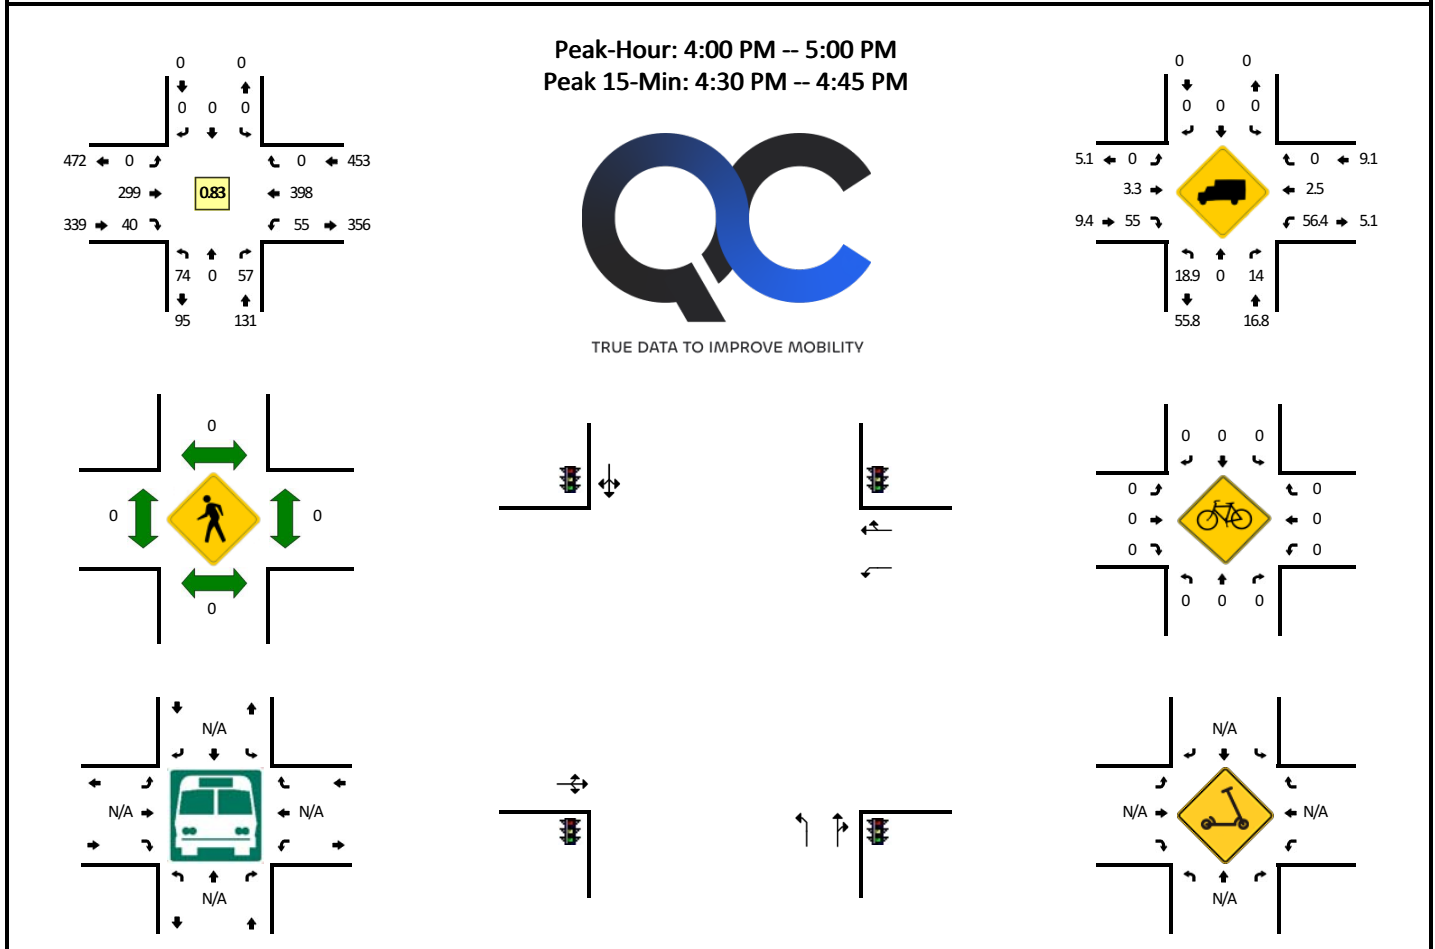 Peak-Hour: 4:00 PM -- 5:00 PM
Peak 15-Min: 4:30 PM -- 4:45 PM
0 0
0 0 0
472 0 0 453
299 0.83 398
339 40 55 356
74 0 57
95 131
QC
TRUE DATA TO IMPROVE MOBILITY
0 0
0 0 0
5.1 0 0 9.1
3.3 2.5
9.4 55 56.4 5.1
18.9 0 14
55.8 16.8
0
0 0
0
0 0 0
0 0
0 0
0 0
0 0 0
N/A
N/A N/A
N/A
N/A
N/A N/A
N/A